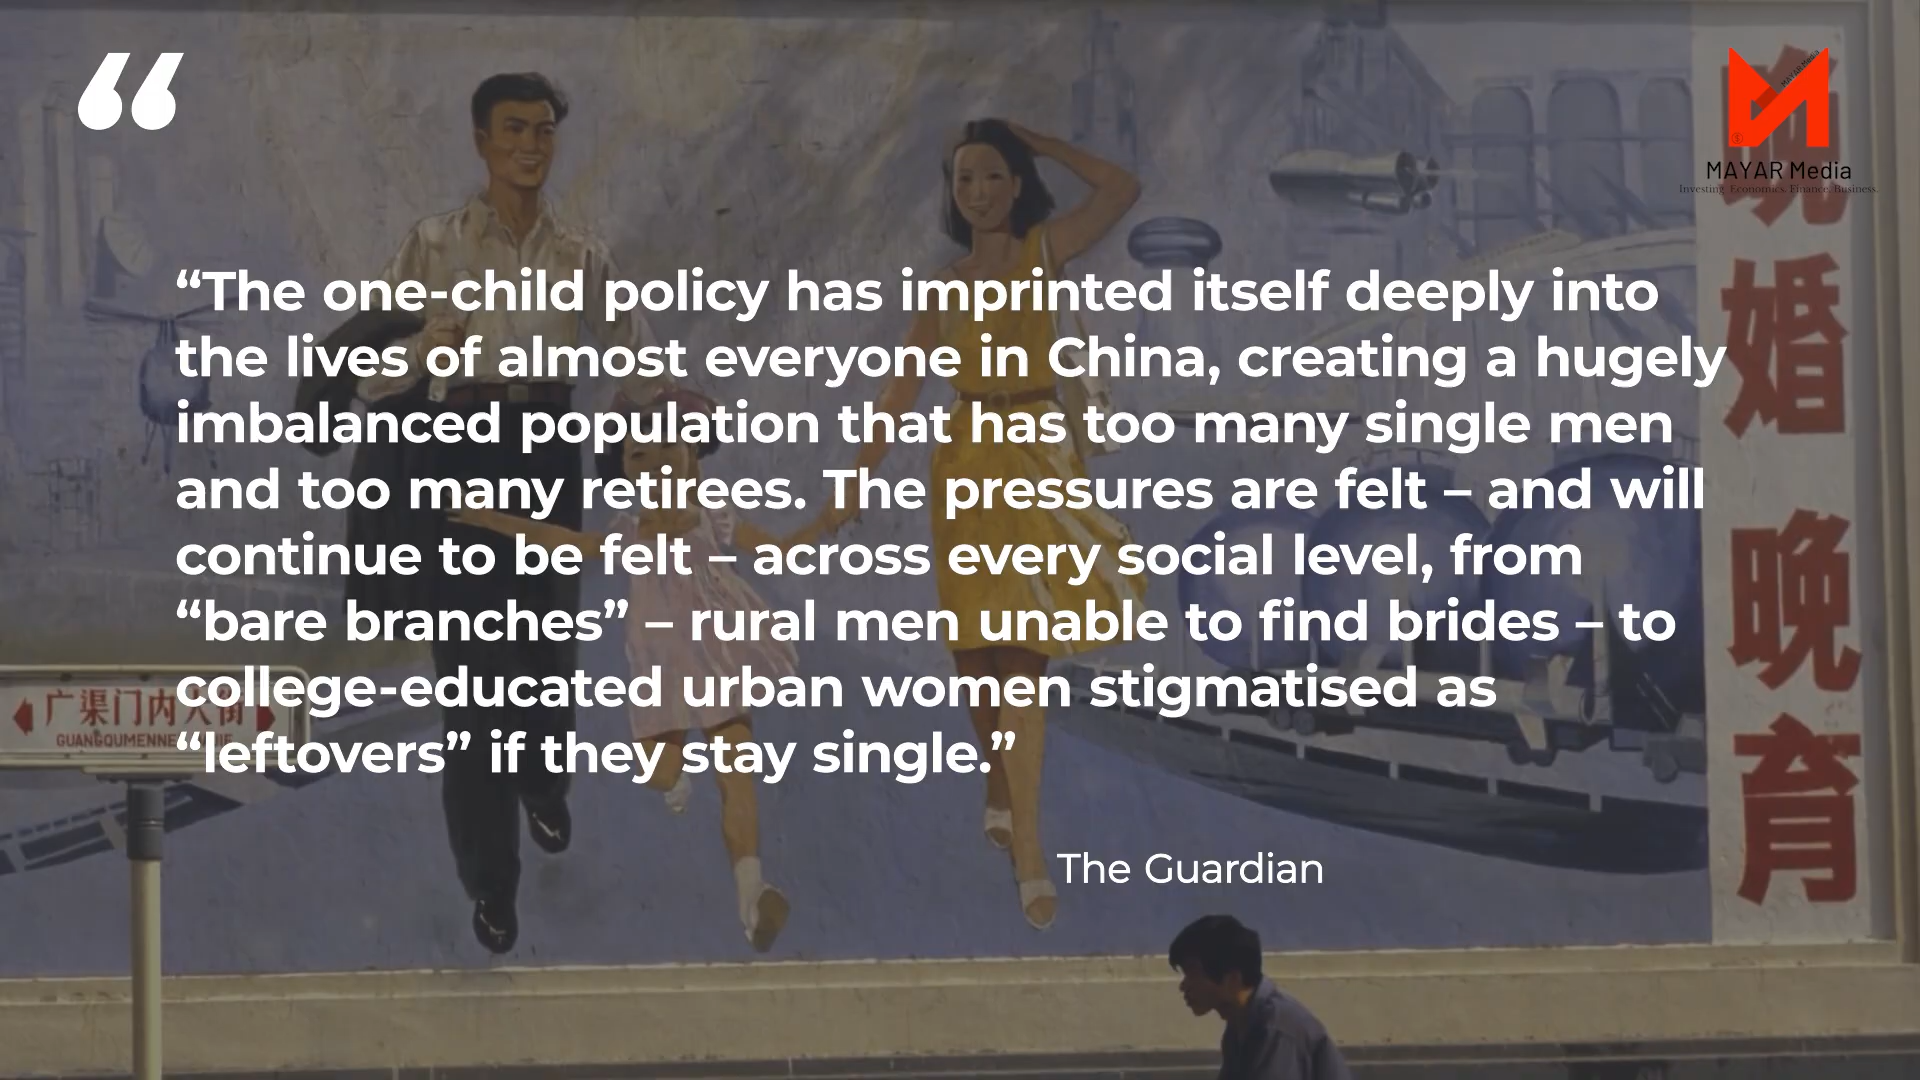 “
MAYAR Media
Investing. Economics. Finance. Business.
“The one-child policy has imprinted itself deeply into
the lives of almost everyone in China, creating a hugely
imbalanced population that has too many single men
and too many retirees. The pressures are felt – and will
continue to be felt – across every social level, from
“bare branches” – rural men unable to find brides – to
college-educated urban women stigmatised as
“leftovers” if they stay single.”
The Guardian
晚婚晚育
广渠门内大街